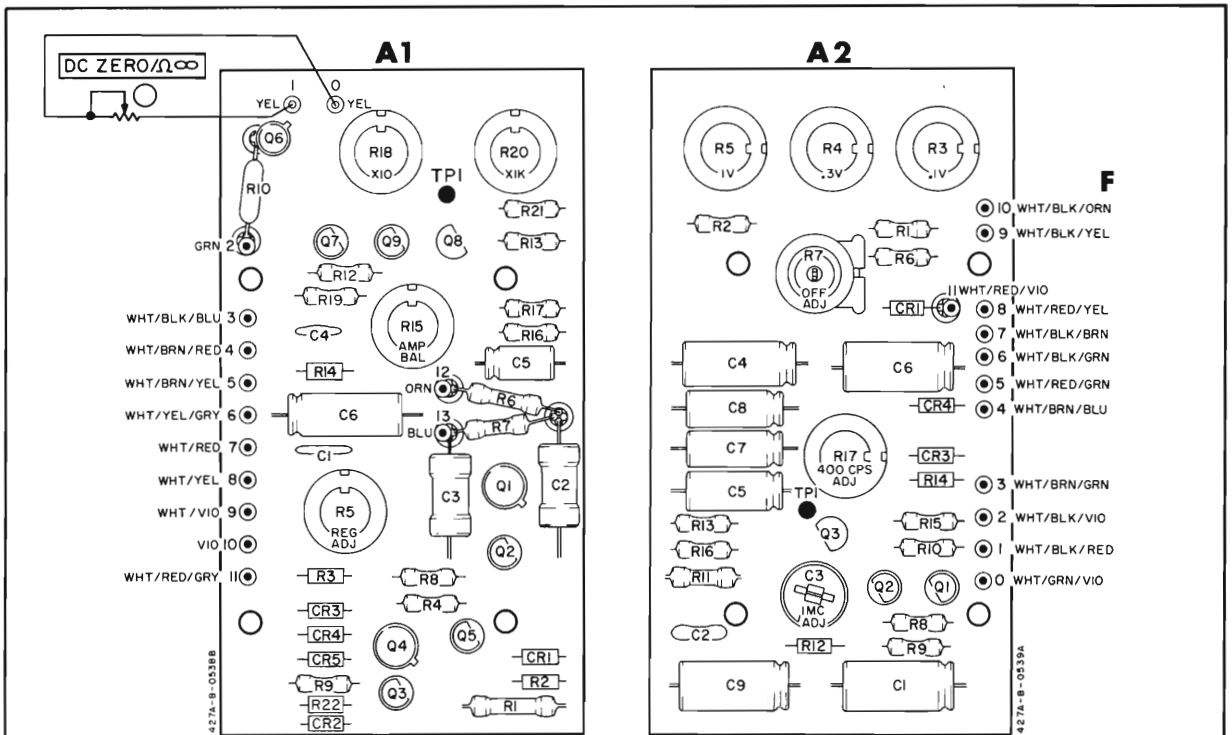 A1
A2
DC ZERO/Ω∞
1 0
YEL YEL
Q6
R18
X10
R20
X1K
TP1
R10
R21
GRN 2
Q7
Q9
Q8
R13
R12
R19
WHT/BLK/BLU 3
R15
AMP
BAL
R17
R16
C4
WHT/BRN/RED 4
R14
C5
WHT/BRN/YEL 5
12
ORN
R6
WHT/YEL/GRY 6
C6
13
BLU
R7
WHT/RED 7
C1
WHT/YEL 8
C3
Q1
C2
WHT/VIO 9
R5
REG
ADJ
VIO 10
Q2
WHT/RED/GRY 11
R3
R8
CR3
R4
CR4
Q4
Q5
CR5
CR1
R9
Q3
R2
R22
R1
CR2
427A-B-0538B
R5
1V
R4
.3V
R3
.1V
F
10 WHT/BLK/ORN
R2
R1
9 WHT/BLK/YEL
R7
OFF
ADJ
R6
11 WHT/RED/VIO
CR1
8 WHT/RED/YEL
7 WHT/BLK/BRN
C4
C6
6 WHT/BLK/GRN
5 WHT/RED/GRN
C8
CR4
4 WHT/BRN/BLU
C7
R17
400 CPS
ADJ
CR3
C5
R14
3 WHT/BRN/GRN
TP1
R13
R15
2 WHT/BLK/VIO
Q3
R16
R10
1 WHT/BLK/RED
R11
C3
1MC
ADJ
Q2
Q1
0 WHT/GRN/VIO
C2
R8
R12
R9
C9
C1
427A-B-0539A